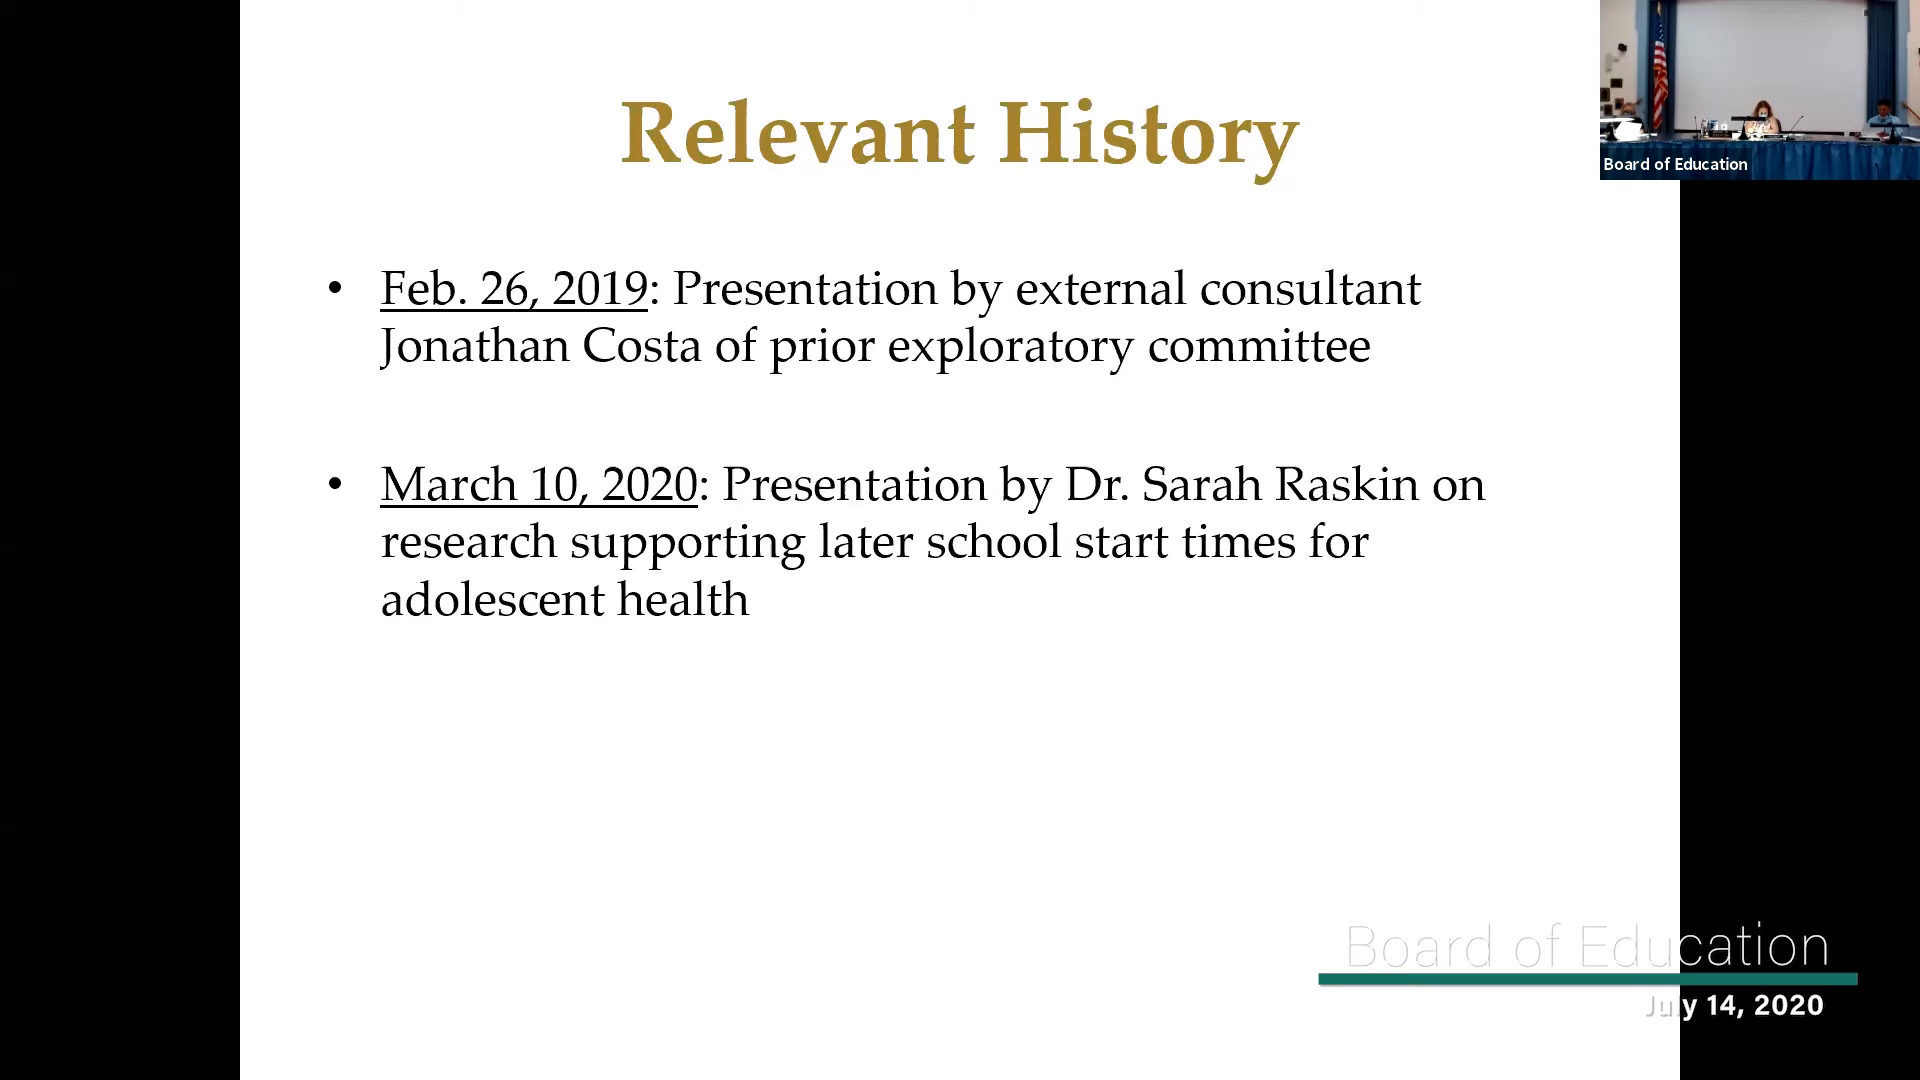 Relevant History
• Feb. 26, 2019: Presentation by external consultant
Jonathan Costa of prior exploratory committee
• March 10, 2020: Presentation by Dr. Sarah Raskin on
research supporting later school start times for
adolescent health
Board of Education
Board of Education
July 14, 2020